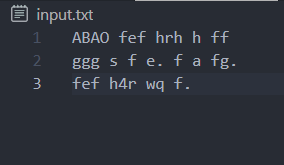 input.txt
1 ABAO fef hrh h ff
2 ggg s f e. f a fg.
3 fef h4r wq f.